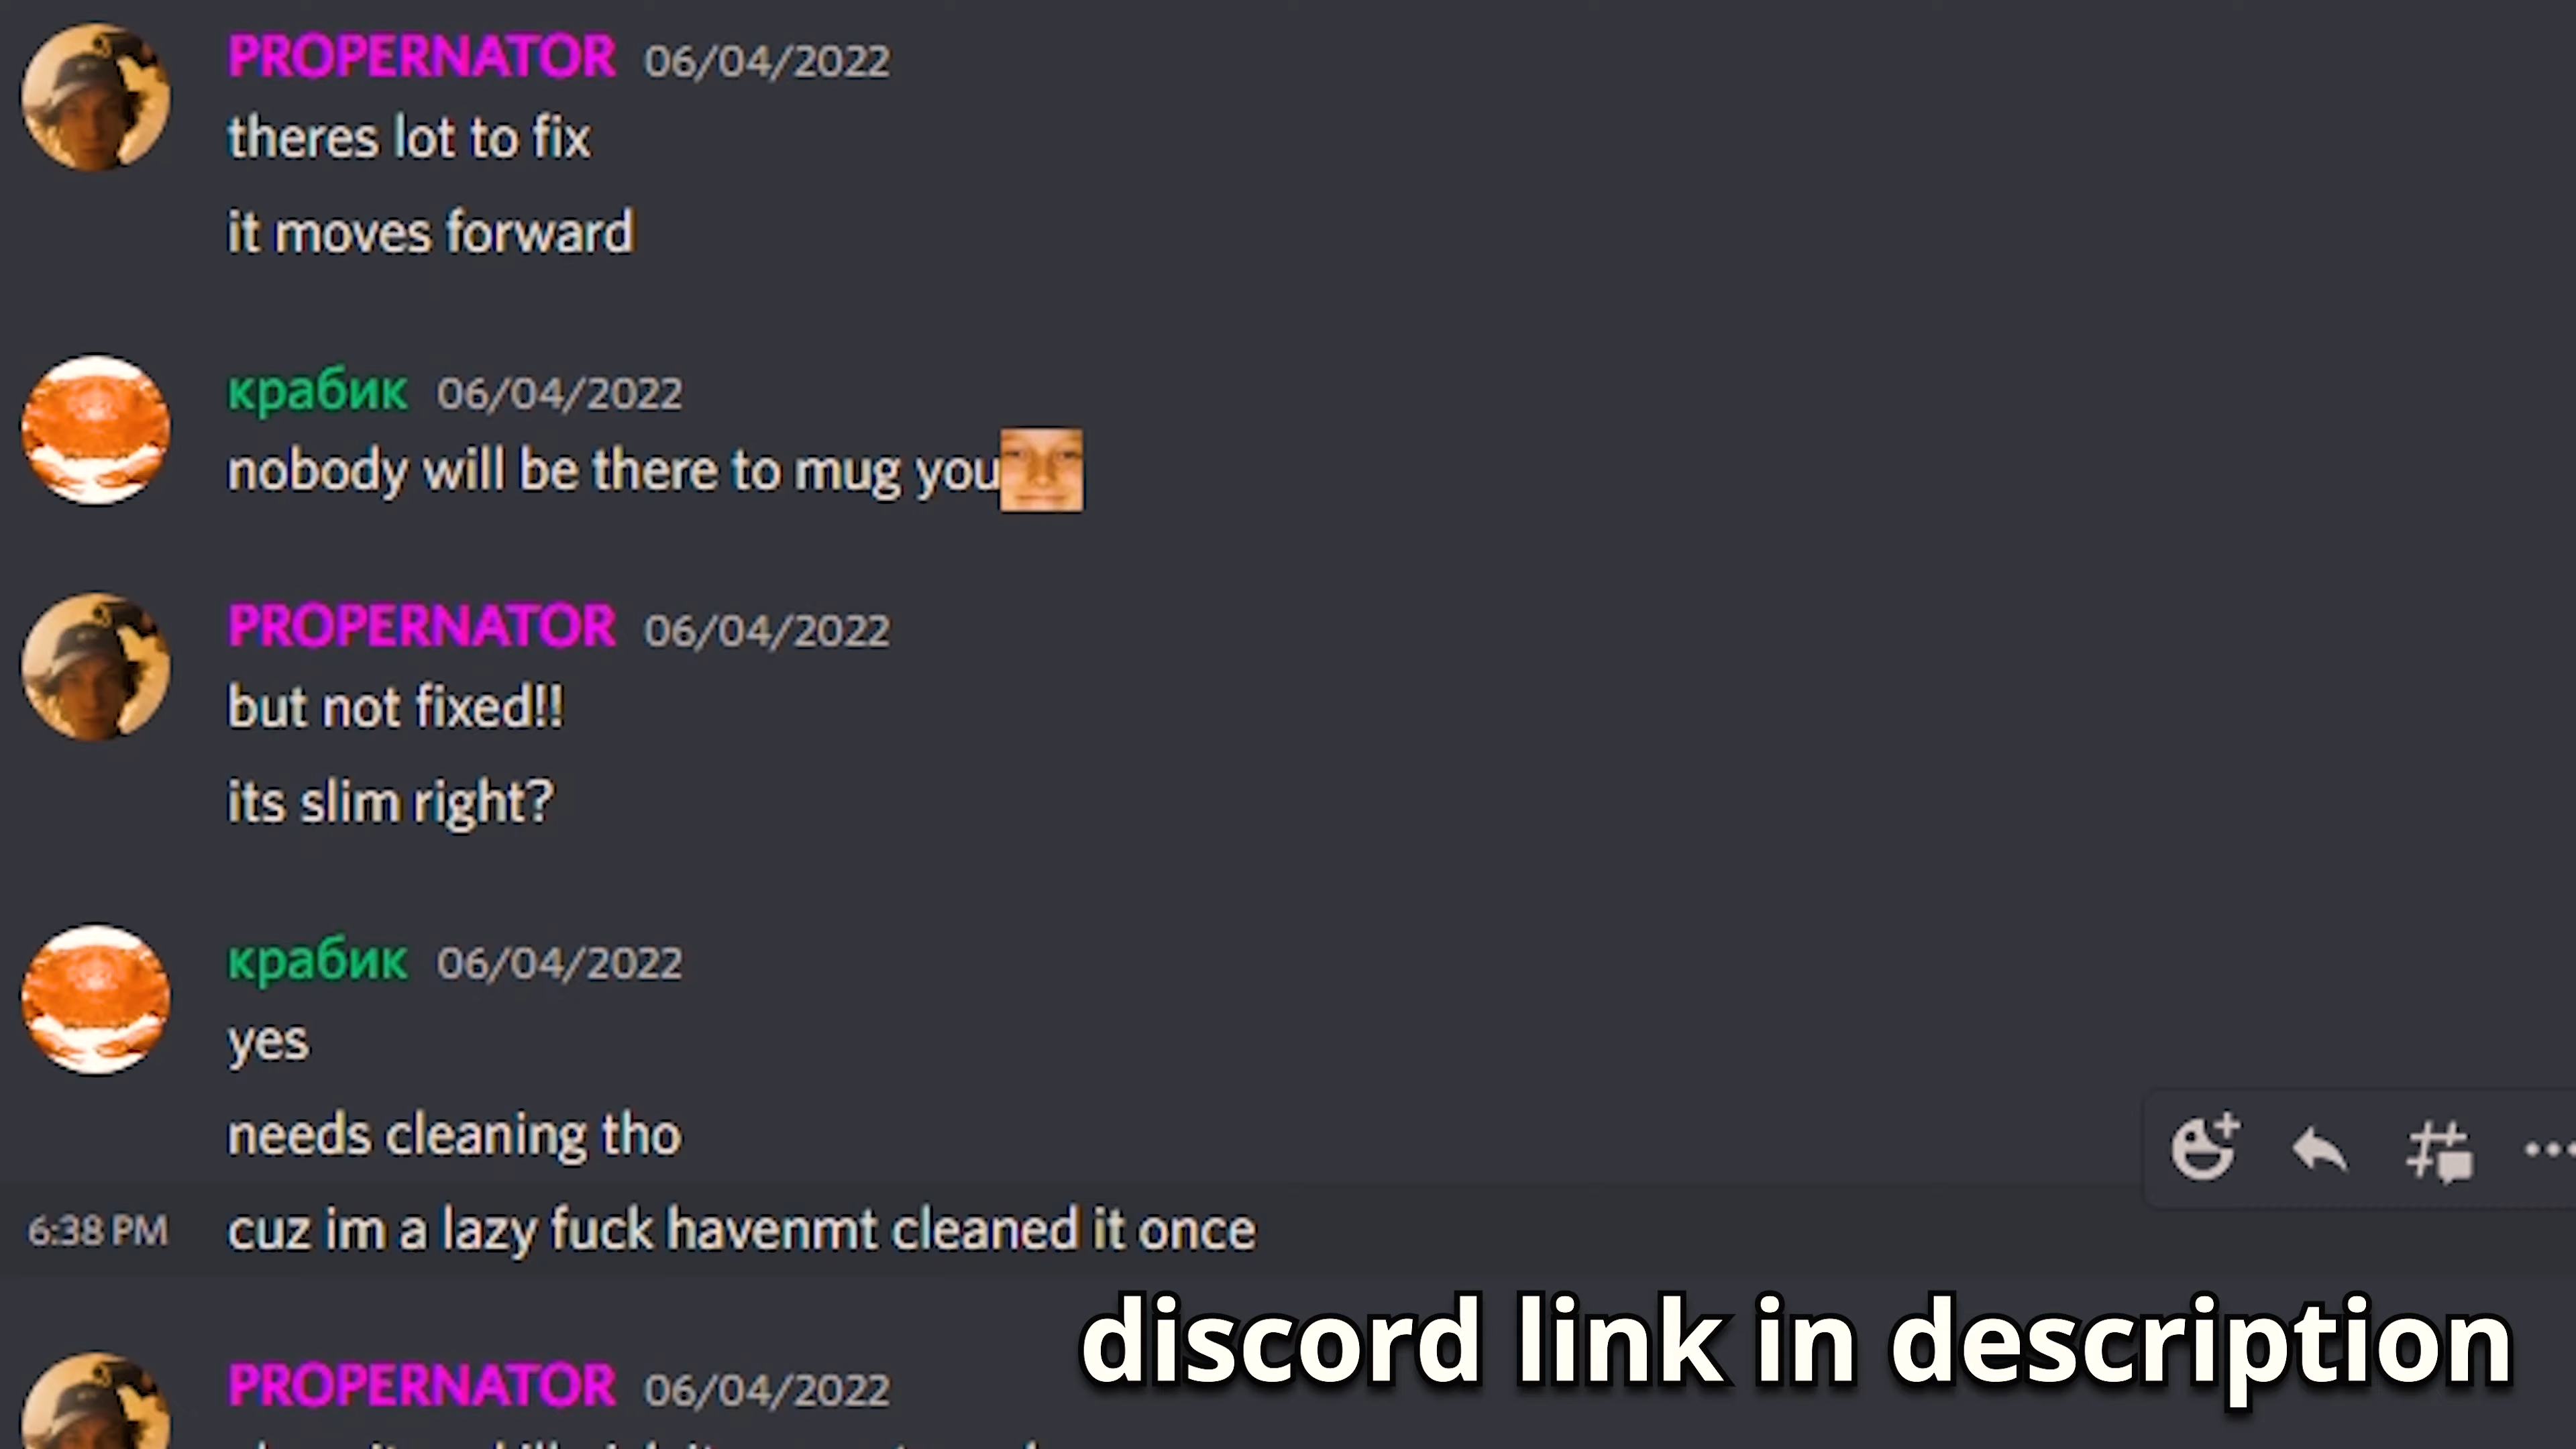 PROPERNATOR 06/04/2022
theres lot to fix
it moves forward
крабик 06/04/2022
nobody will be there to mug you
PROPERNATOR 06/04/2022
but not fixed!!
its slim right?
крабик 06/04/2022
yes
needs cleaning tho
6:38 PM cuz im a lazy fuck havenmt cleaned it once
discord link in description
PROPERNATOR 06/04/2022